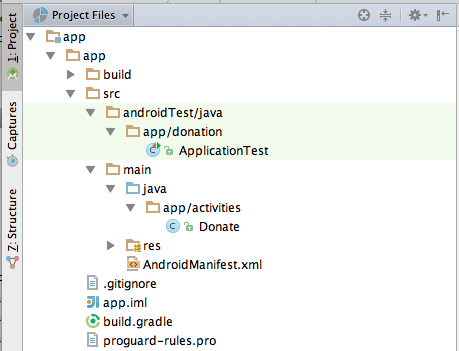 Project Files
1: Project
Captures
Z: Structure
app
app
build
src
androidTest/java
app/donation
ApplicationTest
main
java
app/activities
Donate
res
AndroidManifest.xml
.gitignore
app.iml
build.gradle
proguard-rules.pro